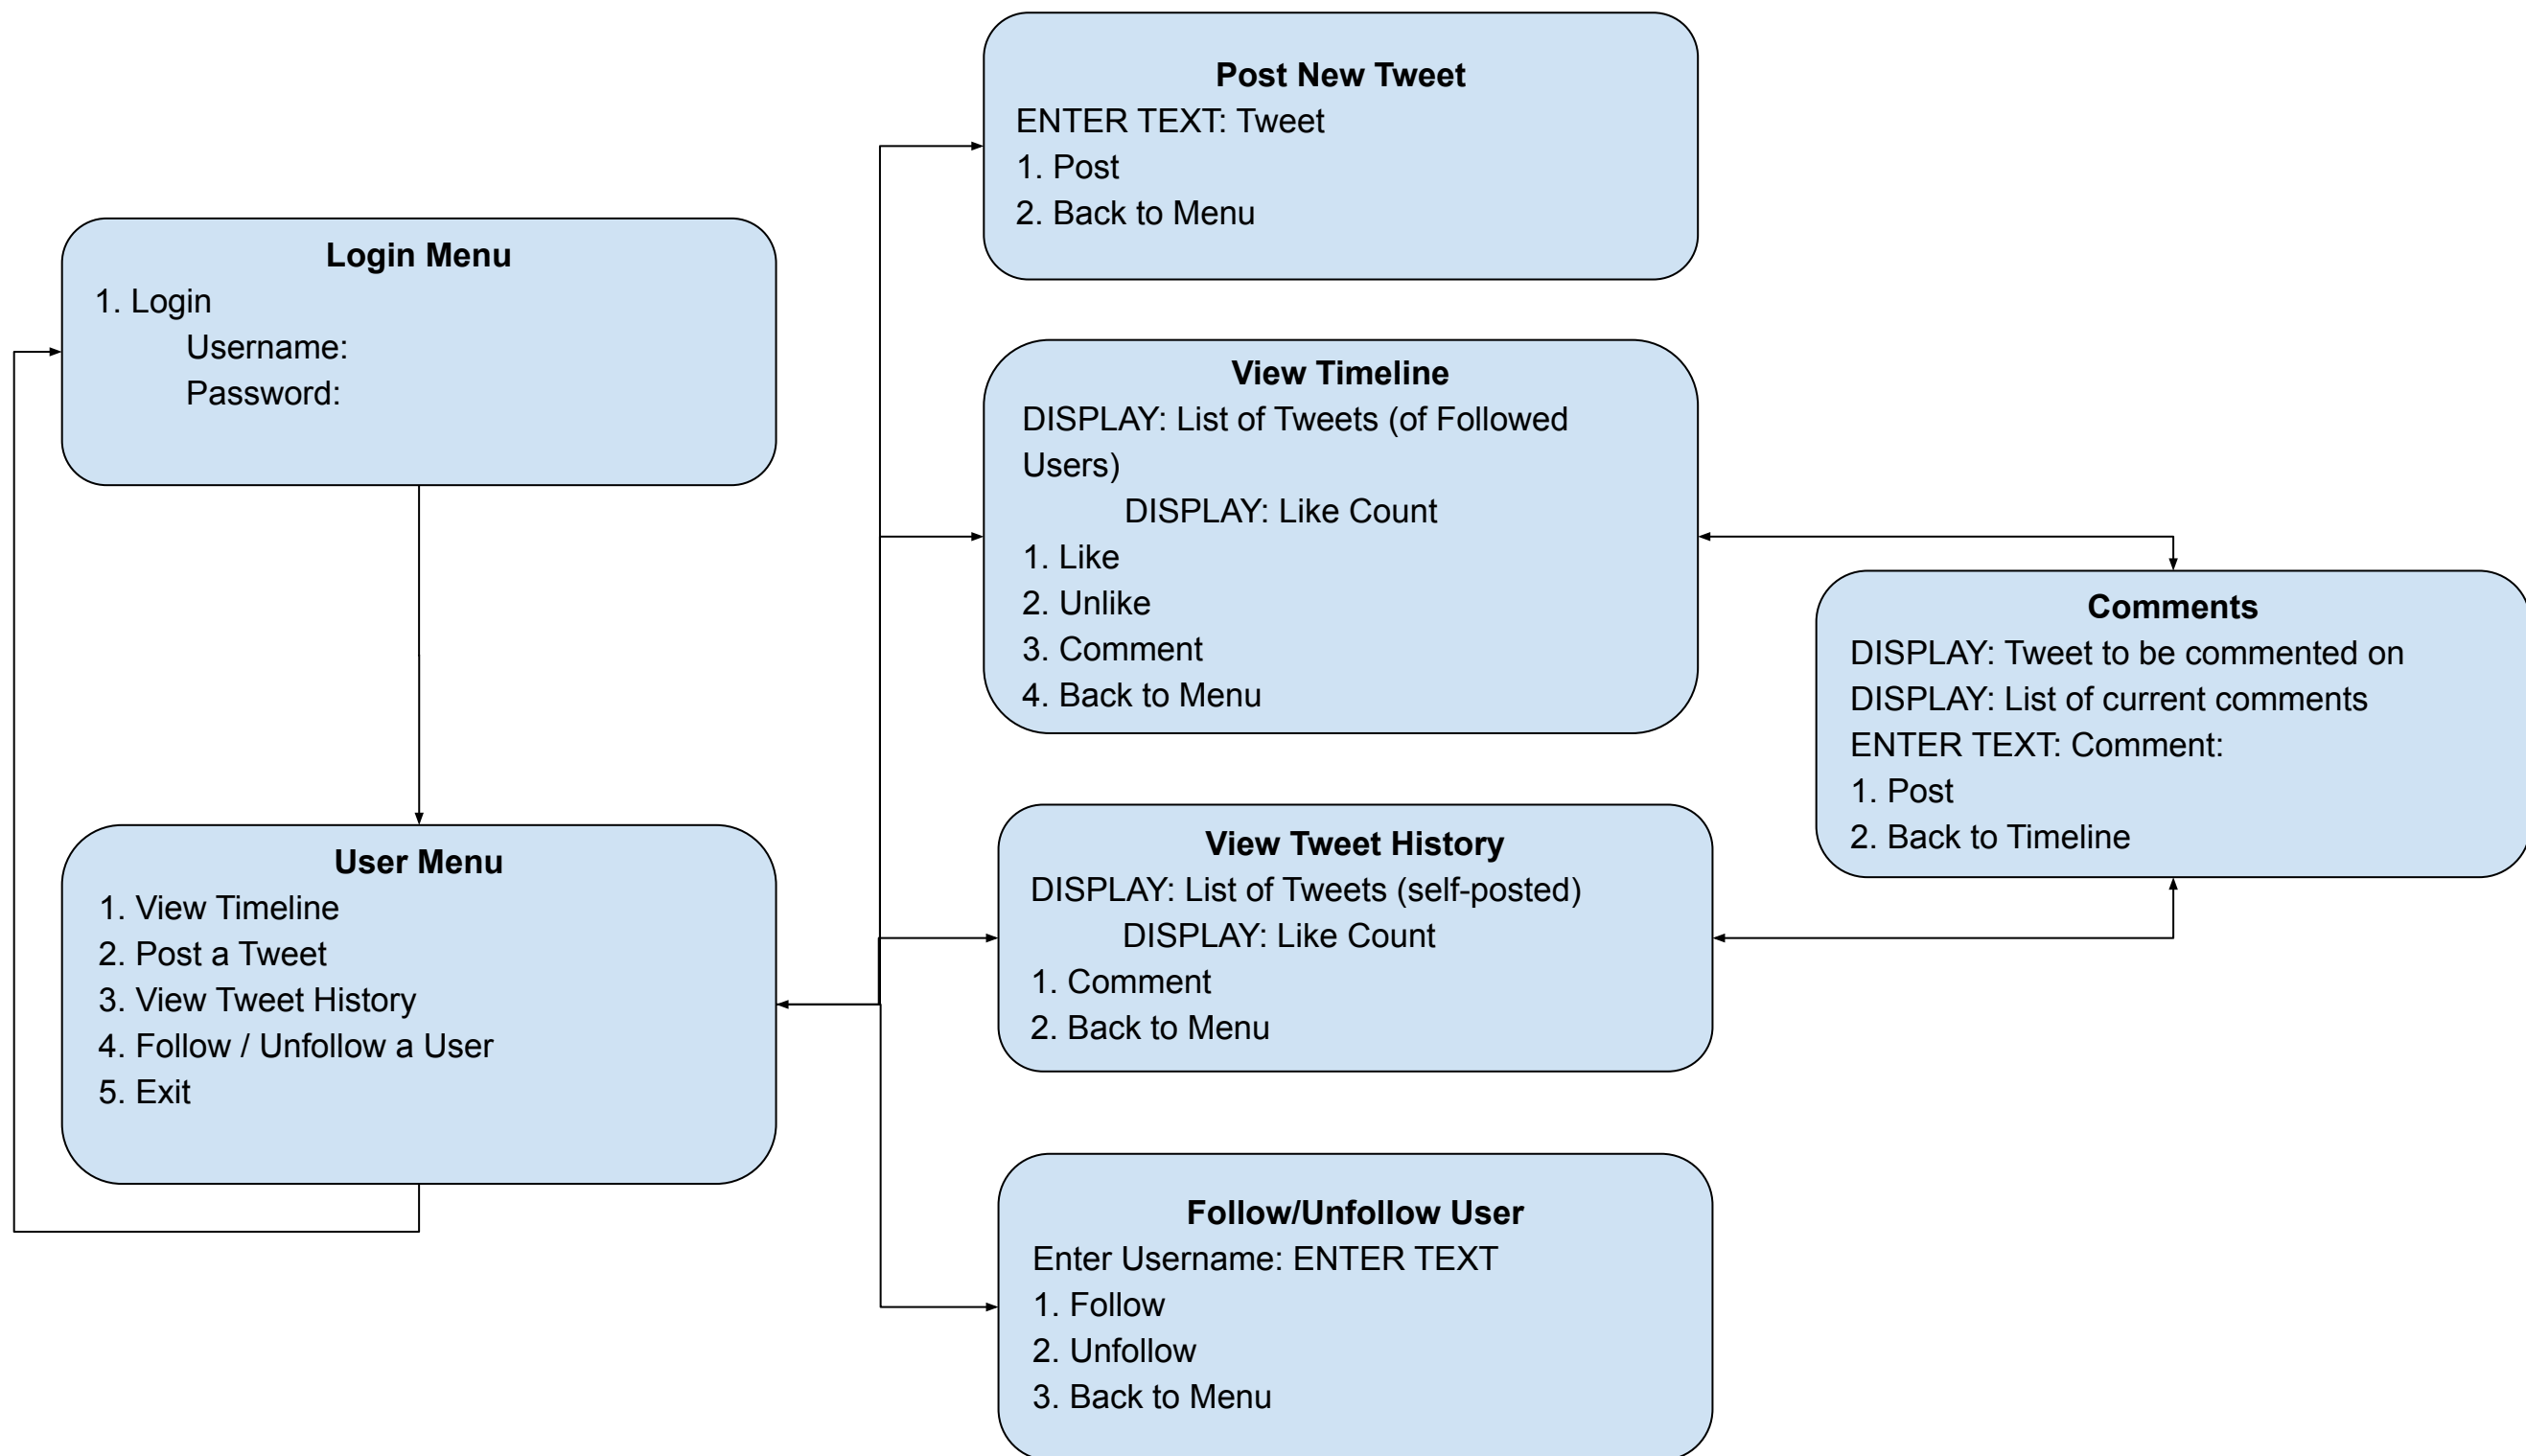 Login Menu
1. Login
Username:
Password:
User Menu
1. View Timeline
2. Post a Tweet
3. View Tweet History
4. Follow / Unfollow a User
5. Exit
Post New Tweet
ENTER TEXT: Tweet
1. Post
2. Back to Menu
View Timeline
DISPLAY: List of Tweets (of Followed
Users)
DISPLAY: Like Count
1. Like
2. Unlike
3. Comment
4. Back to Menu
View Tweet History
DISPLAY: List of Tweets (self-posted)
DISPLAY: Like Count
1. Comment
2. Back to Menu
Follow/Unfollow User
Enter Username: ENTER TEXT
1. Follow
2. Unfollow
3. Back to Menu
Comments
DISPLAY: Tweet to be commented on
DISPLAY: List of current comments
ENTER TEXT: Comment:
1. Post
2. Back to Timeline